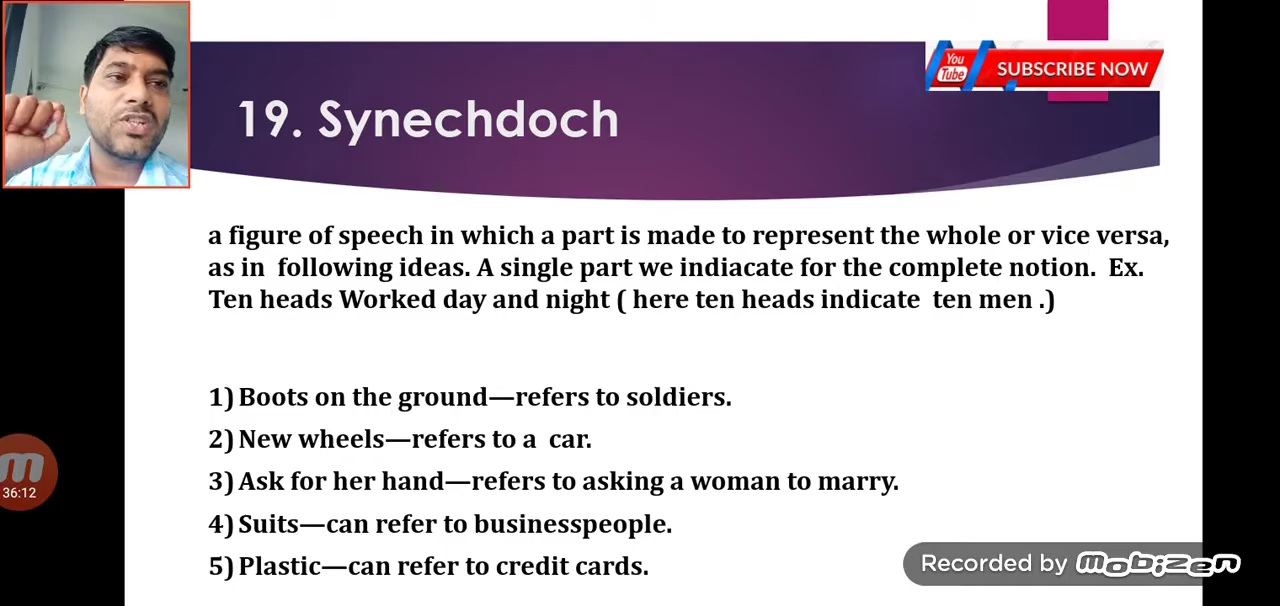 You
Tube
SUBSCRIBE NOW
19. Synechdoch
a figure of speech in which a part is made to represent the whole or vice versa,
as in following ideas. A single part we indiacate for the complete notion. Ex.
Ten heads Worked day and night ( here ten heads indicate ten men .)
1) Boots on the ground—refers to soldiers.
2) New wheels—refers to a car.
3) Ask for her hand—refers to asking a woman to marry.
4) Suits—can refer to businesspeople.
5) Plastic—can refer to credit cards.
36:12
Recorded by mobizen